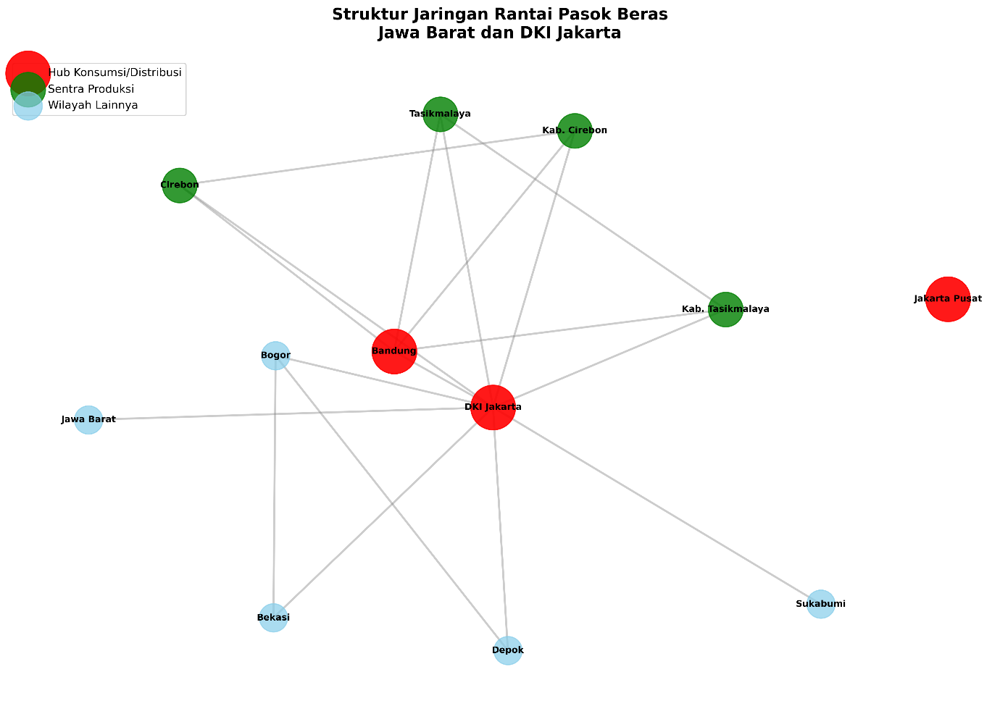 Struktur Jaringan Rantai Pasok Beras
Jawa Barat dan DKI Jakarta
Hub Konsumsi/Distribusi
Sentra Produksi
Wilayah Lainnya
Tasikmalaya
Kab. Cirebon
Cirebon
Jakarta Pusat
Kab. Tasikmalaya
Bandung
Bogor
DKI Jakarta
Jawa Barat
Sukabumi
Bekasi
Depok